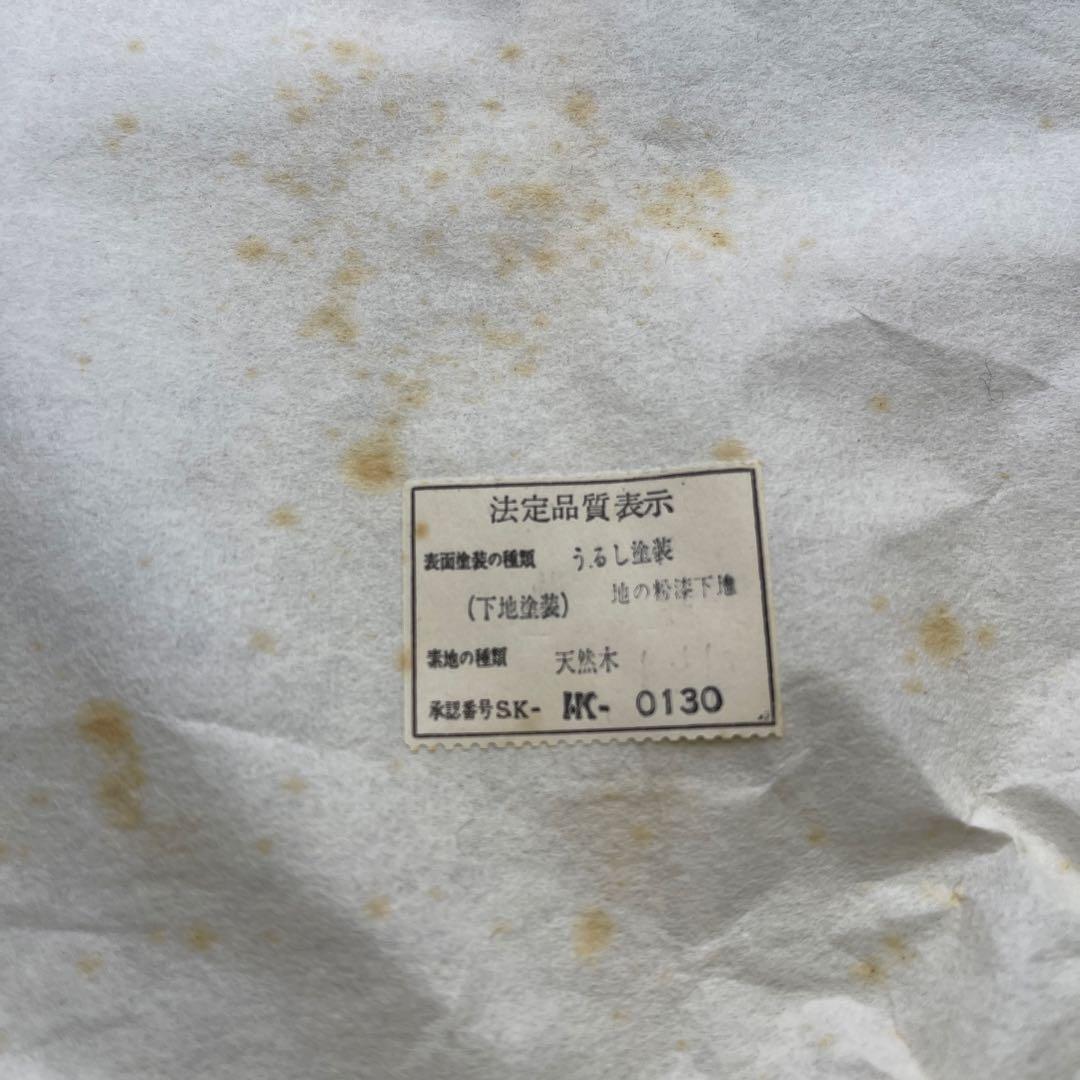 法定品質表示
表面塗装の種類 うるし塗装
(下地塗装) 地の粉漆下地
素地の種類 天然木
承認番号S.K- I.K- 0130